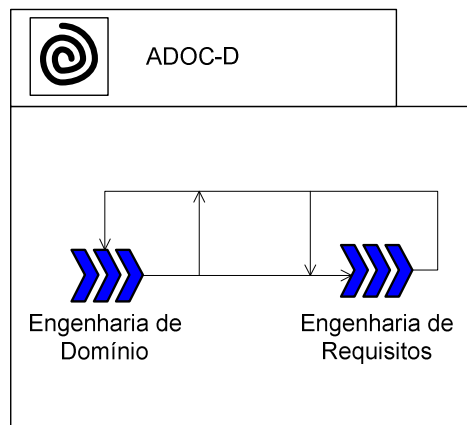 ADOC-D
Engenharia de
Domínio
Engenharia de
Requisitos